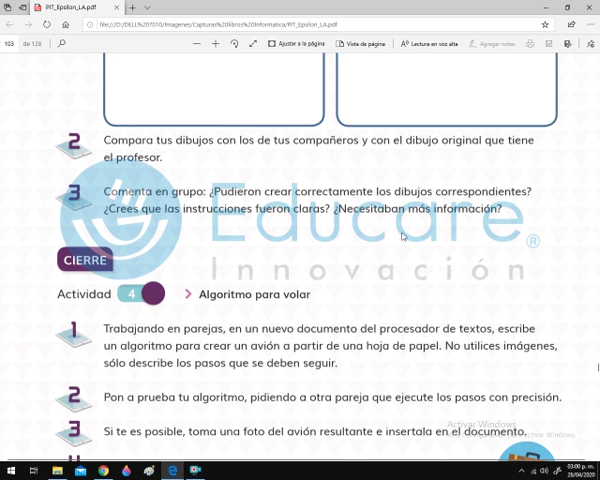 PIT_Epsilon_LA.pdf
file:///D:/DELL%207010/Imagenes/Capturas%20libros%20Informatica/PIT_Epsilon_LA.pdf
103 de 128
Ajustar a la página
Vista de página
Lectura en voz alta
Agregar notas
2 Compara tus dibujos con los de tus compañeros y con el dibujo original que tiene
el profesor.
3 Comenta en grupo: ¿Pudieron crear correctamente los dibujos correspondientes?
¿Crees que las instrucciones fueron claras? ¿Necesitaban más información?
Educare®
Innovación
CIERRE
Actividad 4 Algoritmo para volar
1 Trabajando en parejas, en un nuevo documento del procesador de textos, escribe
un algoritmo para crear un avión a partir de una hoja de papel. No utilices imágenes,
sólo describe los pasos que se deben seguir.
2 Pon a prueba tu algoritmo, pidiendo a otra pareja que ejecute los pasos con precisión.
Activar Windows
3 Si te es posible, toma una foto del avión resultante e insertala en el documento.
activar Windows.
03:00 p. m.
26/04/2020